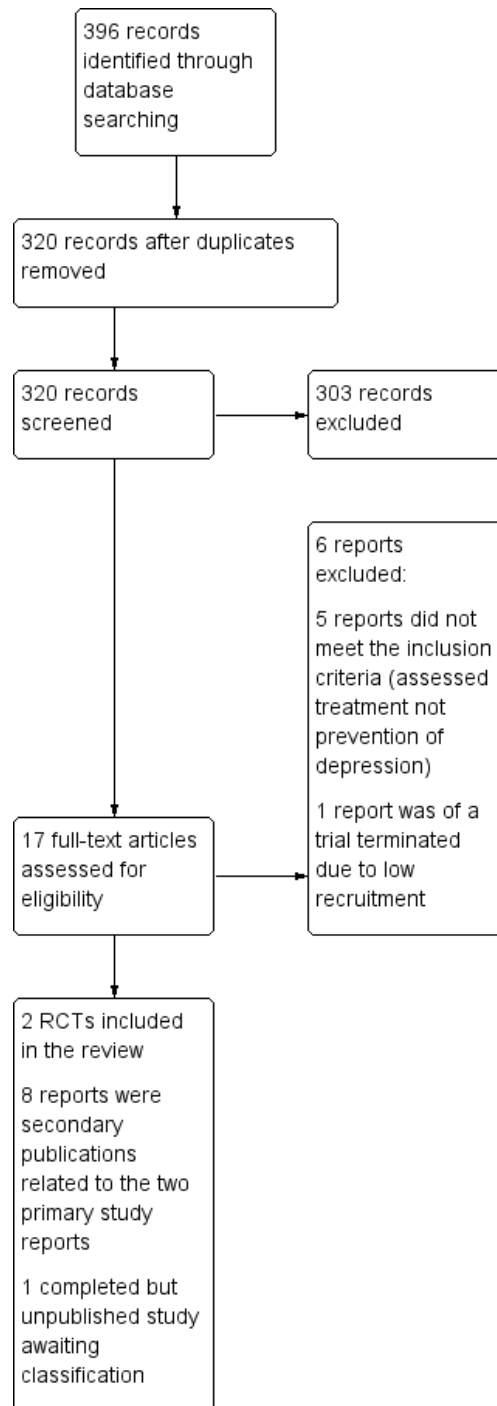 396 records
identified through
database
searching
320 records after duplicates
removed
320 records
screened
303 records
excluded
6 reports
excluded:
5 reports did not
meet the inclusion
criteria (assessed
treatment not
prevention of
depression)
1 report was of a
trial terminated
due to low
recruitment
17 full-text articles
assessed for
eligibility
2 RCTs included
in the review
8 reports were
secondary
publications
related to the two
primary study
reports
1 completed but
unpublished study
awaiting
classification